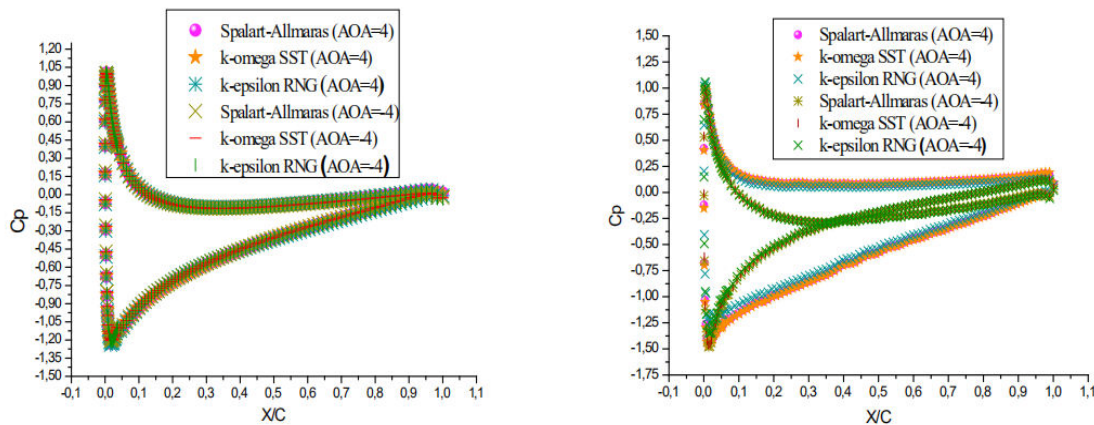 Spalart-Allmaras (AOA=4)
k-omega SST (AOA=4)
k-epsilon RNG (AOA=4)
Spalart-Allmaras (AOA=-4)
k-omega SST (AOA=-4)
k-epsilon RNG (AOA=-4)
1,20
1,05
0,90
0,75
0,60
0,45
0,30
0,15
0,00
-0,15
-0,30
-0,45
-0,60
-0,75
-0,90
-1,05
-1,20
-1,35
-1,50
Cp
-0,1 0,0 0,1 0,2 0,3 0,4 0,5 0,6 0,7 0,8 0,9 1,0 1,1
X/C
Spalart-Allmaras (AOA=4)
k-omega SST (AOA=4)
k-epsilon RNG (AOA=4)
Spalart-Allmaras (AOA=-4)
k-omega SST (AOA=-4)
k-epsilon RNG (AOA=-4)
1,50
1,25
1,00
0,75
0,50
0,25
0,00
-0,25
-0,50
-0,75
-1,00
-1,25
-1,50
-1,75
Cp
-0,1 0,0 0,1 0,2 0,3 0,4 0,5 0,6 0,7 0,8 0,9 1,0 1,1
X/C